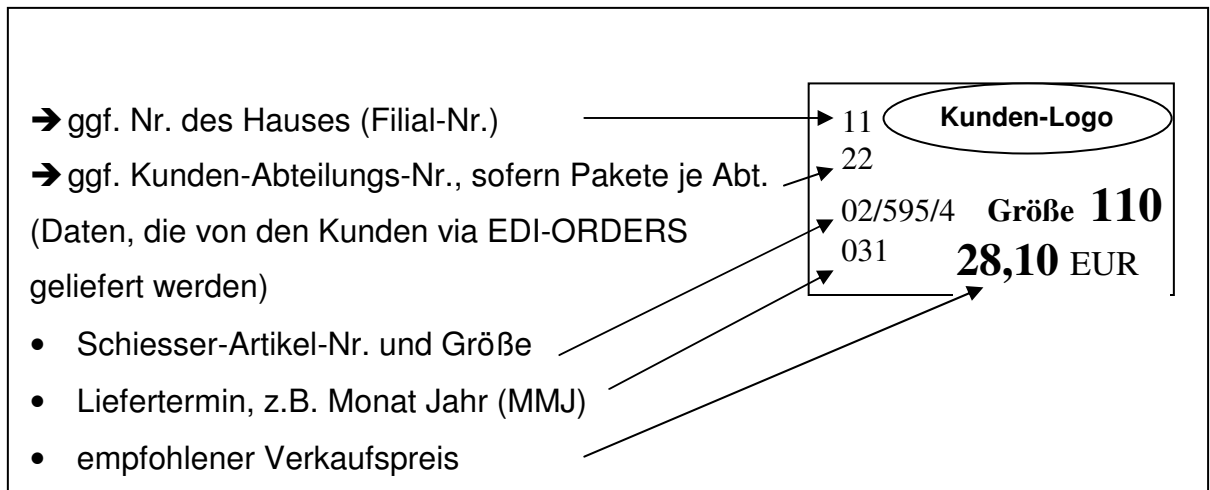 ➔ ggf. Nr. des Hauses (Filial-Nr.)
➔ ggf. Kunden-Abteilungs-Nr., sofern Pakete je Abt.
(Daten, die von den Kunden via EDI-ORDERS
geliefert werden)
• Schiesser-Artikel-Nr. und Größe
• Liefertermin, z.B. Monat Jahr (MMJ)
• empfohlener Verkaufspreis
11 Kunden-Logo
22
02/595/4 Größe 110
031 28,10 EUR